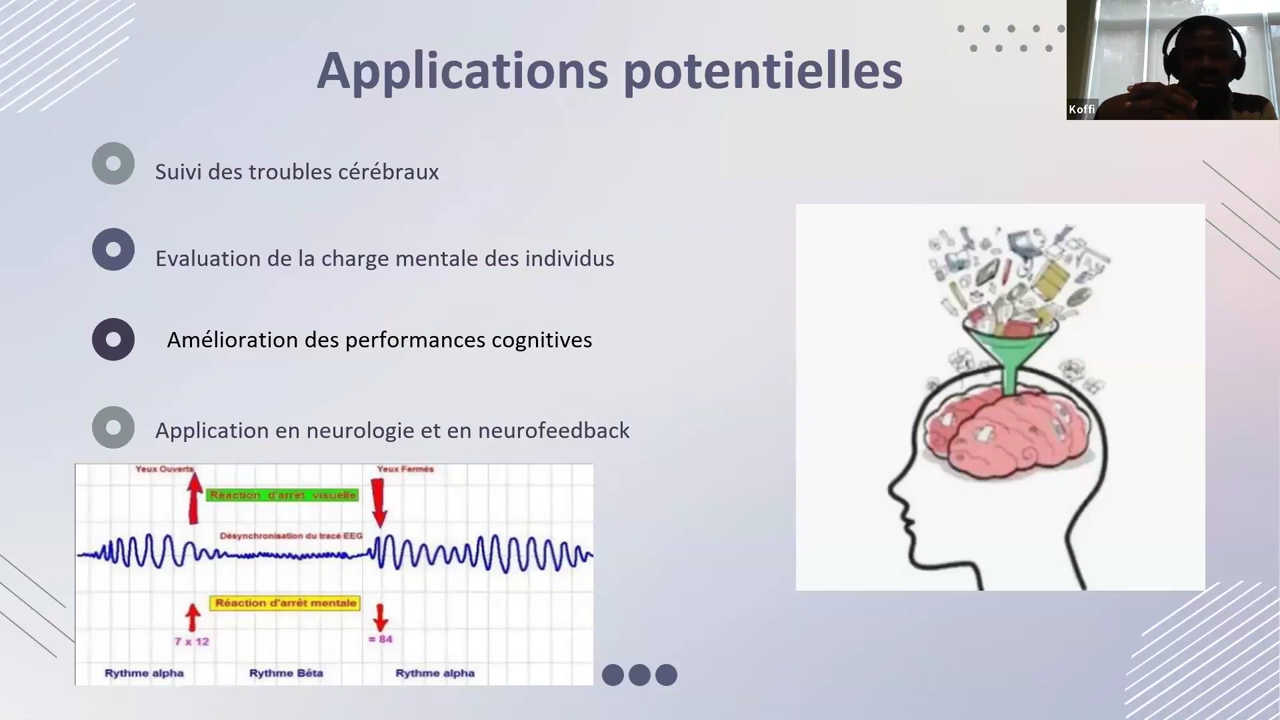 Applications potentielles
Koffi
Suivi des troubles cérébraux
Evaluation de la charge mentale des individus
Amélioration des performances cognitives
Application en neurologie et en neurofeedback
Yeux Ouverts
Yeux Fermés
Réaction d'arrêt visuelle
Désynchronisation du tracé EEG
Réaction d'arrêt mentale
7 x 12
= 84
Rythme alpha
Rythme Bêta
Rythme alpha